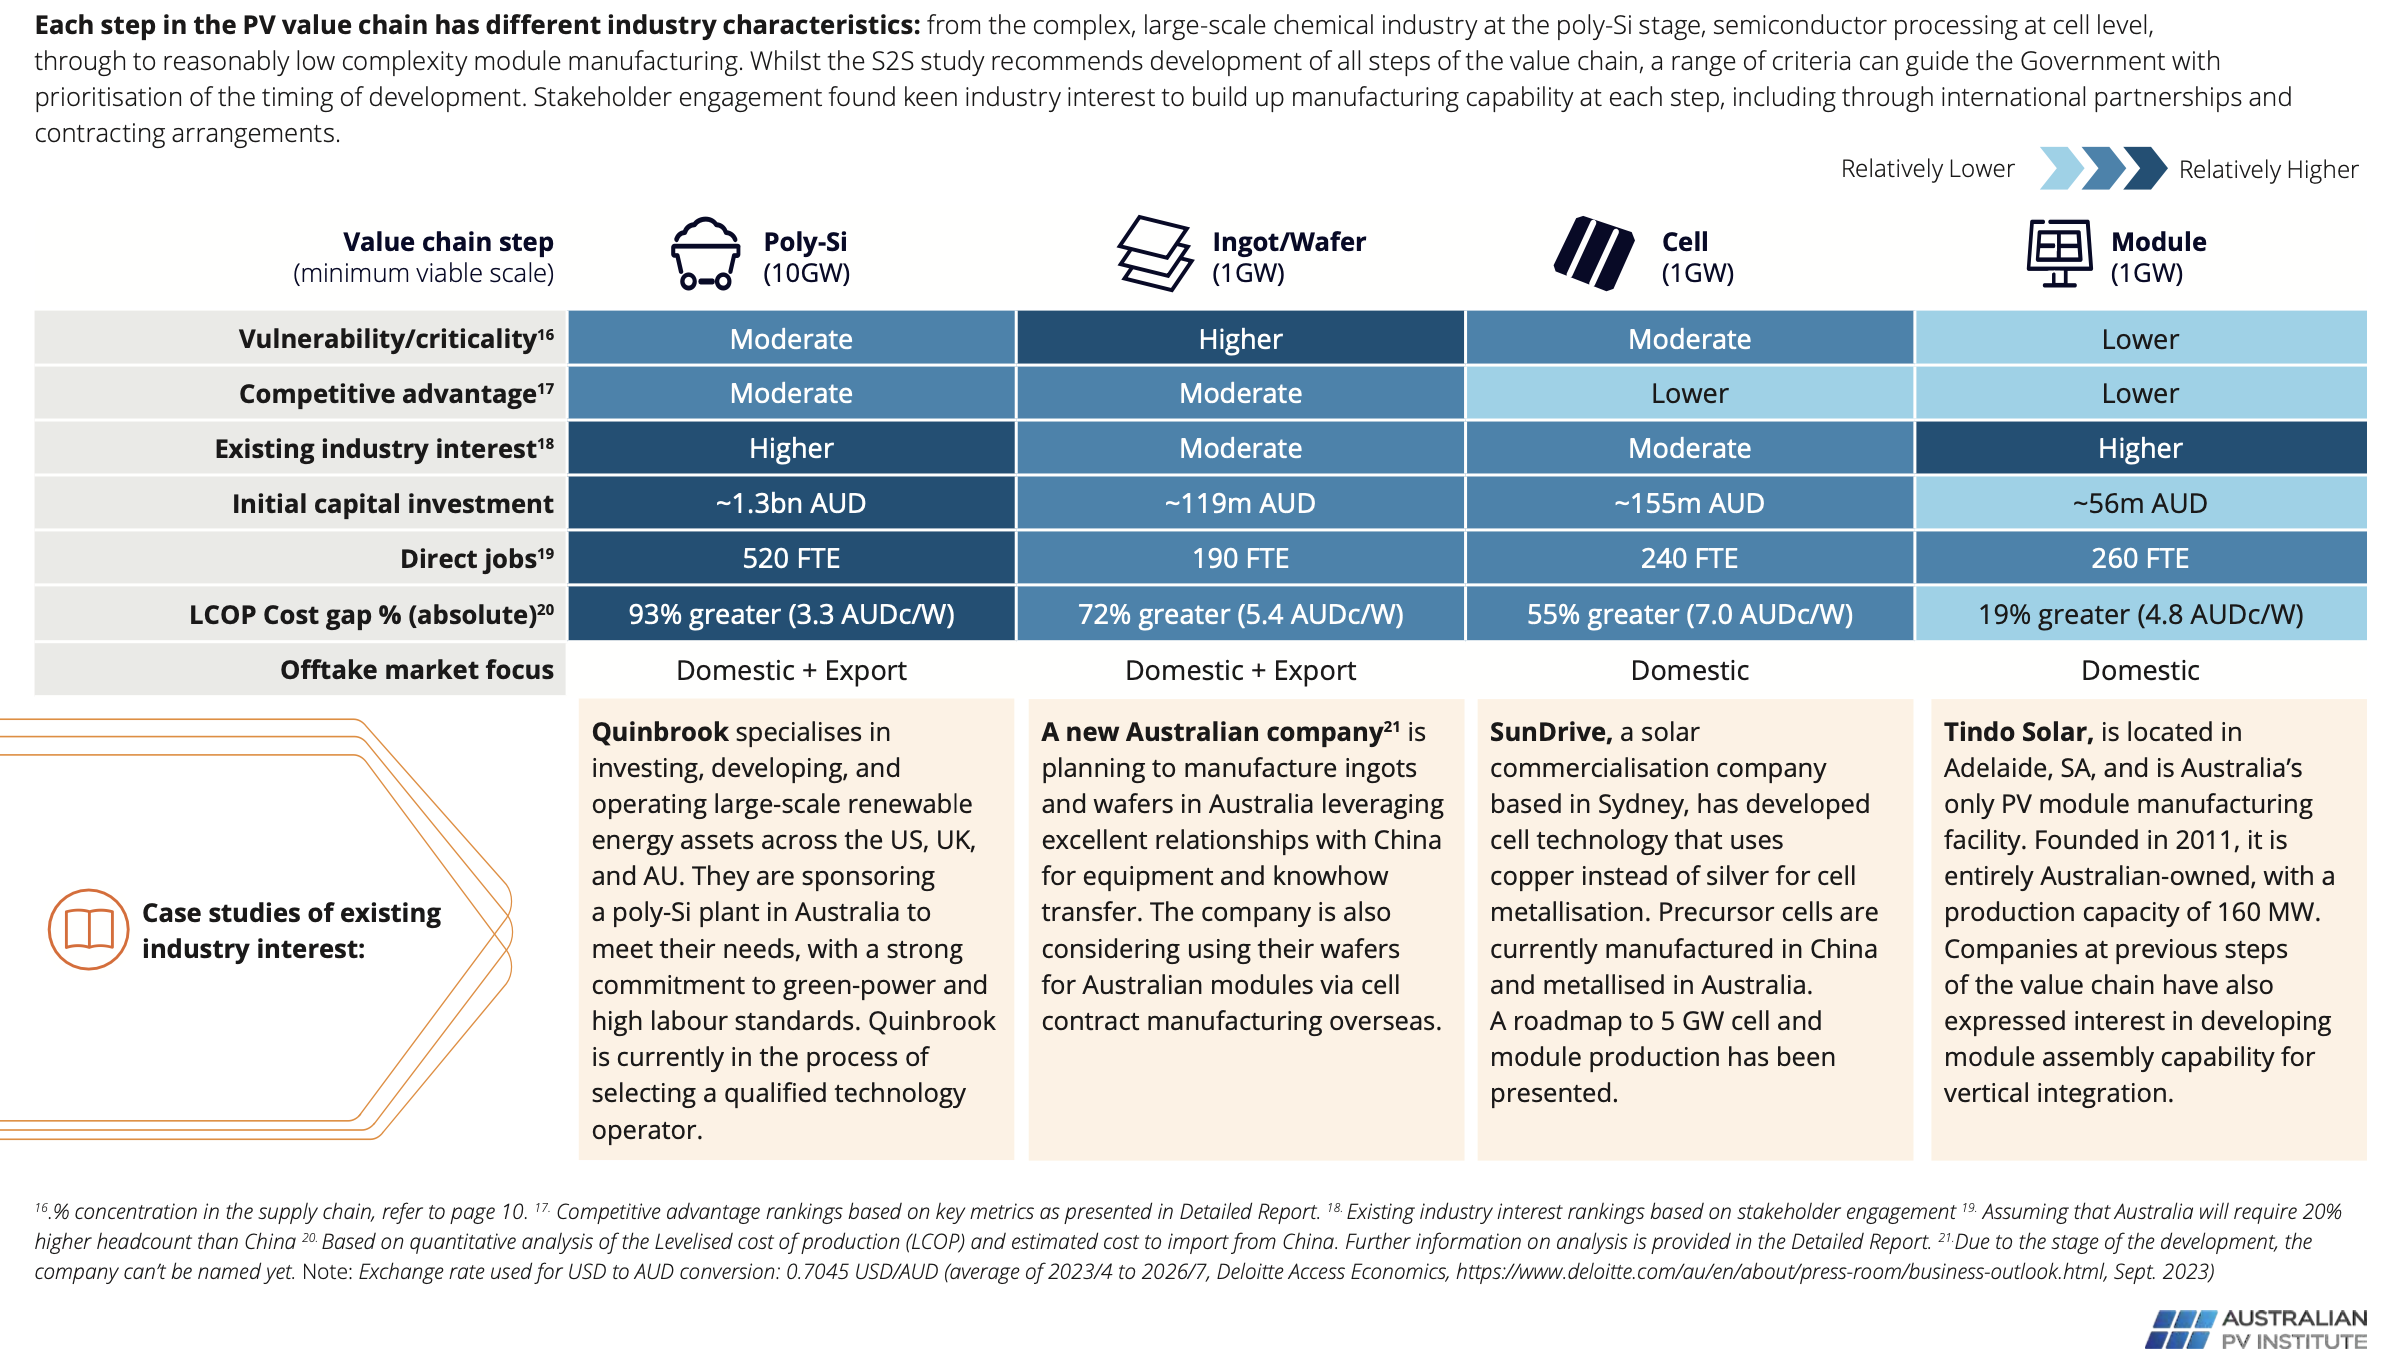 Each step in the PV value chain has different industry characteristics: from the complex, large-scale chemical industry at the poly-Si stage, semiconductor processing at cell level,
through to reasonably low complexity module manufacturing. Whilst the S2S study recommends development of all steps of the value chain, a range of criteria can guide the Government with
prioritisation of the timing of development. Stakeholder engagement found keen industry interest to build up manufacturing capability at each step, including through international partnerships and
contracting arrangements.
Relatively Lower Relatively Higher
Value chain step
(minimum viable scale)
Poly-Si
(10GW)
Ingot/Wafer
(1GW)
Cell
(1GW)
Module
(1GW)
Vulnerability/criticality16 Moderate Higher Moderate Lower
Competitive advantage17 Moderate Moderate Lower Lower
Existing industry interest18 Higher Moderate Moderate Higher
Initial capital investment ~1.3bn AUD ~119m AUD ~155m AUD ~56m AUD
Direct jobs19 520 FTE 190 FTE 240 FTE 260 FTE
LCOP Cost gap % (absolute)20 93% greater (3.3 AUDc/W) 72% greater (5.4 AUDc/W) 55% greater (7.0 AUDc/W) 19% greater (4.8 AUDc/W)
Offtake market focus Domestic + Export Domestic + Export Domestic Domestic
Case studies of existing
industry interest:
Quinbrook specialises in
investing, developing, and
operating large-scale renewable
energy assets across the US, UK,
and AU. They are sponsoring
a poly-Si plant in Australia to
meet their needs, with a strong
commitment to green-power and
high labour standards. Quinbrook
is currently in the process of
selecting a qualified technology
operator.
A new Australian company21 is
planning to manufacture ingots
and wafers in Australia leveraging
excellent relationships with China
for equipment and knowhow
transfer. The company is also
considering using their wafers
for Australian modules via cell
contract manufacturing overseas.
SunDrive, a solar
commercialisation company
based in Sydney, has developed
cell technology that uses
copper instead of silver for cell
metallisation. Precursor cells are
currently manufactured in China
and metallised in Australia.
A roadmap to 5 GW cell and
module production has been
presented.
Tindo Solar, is located in
Adelaide, SA, and is Australia's
only PV module manufacturing
facility. Founded in 2011, it is
entirely Australian-owned, with a
production capacity of 160 MW.
Companies at previous steps
of the value chain have also
expressed interest in developing
module assembly capability for
vertical integration.
16.% concentration in the supply chain, refer to page 10. 17. Competitive advantage rankings based on key metrics as presented in Detailed Report. 18. Existing industry interest rankings based on stakeholder engagement 19. Assuming that Australia will require 20%
higher headcount than China 20. Based on quantitative analysis of the Levelised cost of production (LCOP) and estimated cost to import from China. Further information on analysis is provided in the Detailed Report. 21.Due to the stage of the development, the
company can't be named yet. Note: Exchange rate used for USD to AUD conversion: 0.7045 USD/AUD (average of 2023/4 to 2026/7, Deloitte Access Economics, https://www.deloitte.com/au/en/about/press-room/business-outlook.html, Sept. 2023)
AUSTRALIAN
PV INSTITUTE